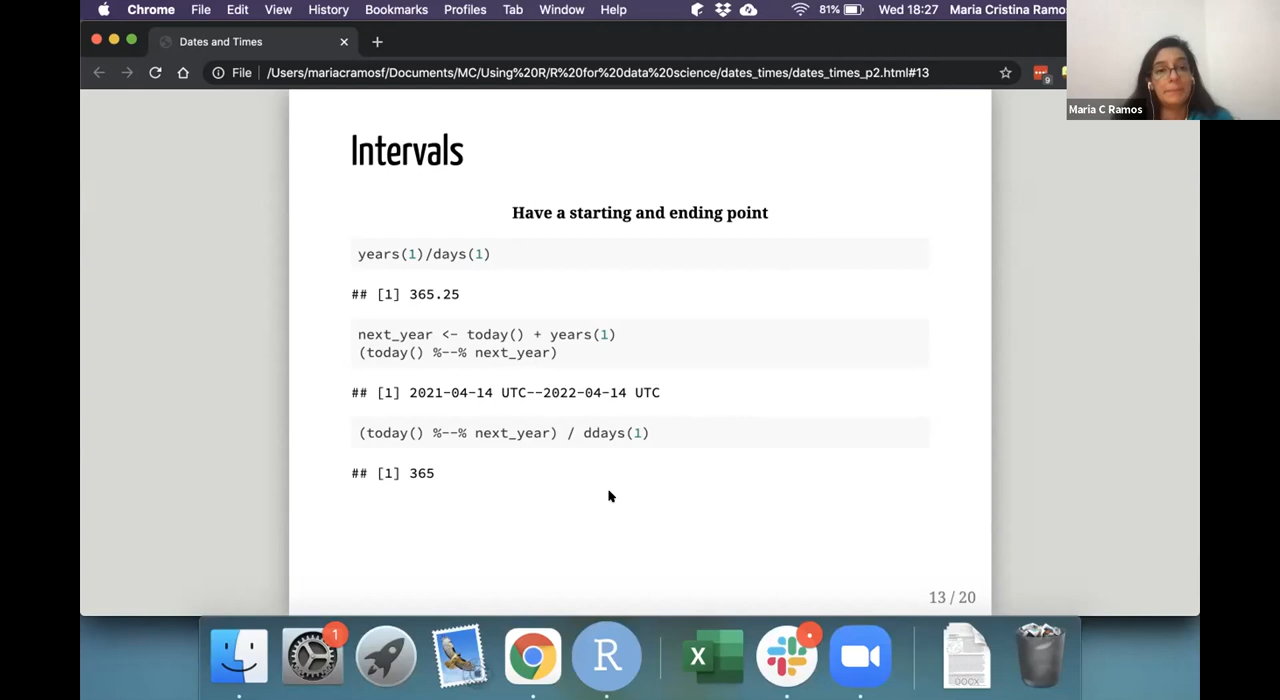 Chrome File Edit View History Bookmarks Profiles Tab Window Help 81% Wed 18:27 Maria Cristina Ramo
Dates and Times
File /Users/mariacramosf/Documents/MC/Using%20R/R%20for%20data%20science/dates_times/dates_times_p2.html#13
9
Maria C Ramos
Intervals
Have a starting and ending point
years(1)/days(1)
## [1] 365.25
next_year <- today() + years(1)
(today() %--% next_year)
## [1] 2021-04-14 UTC--2022-04-14 UTC
(today() %--% next_year) / ddays(1)
## [1] 365
13 / 20
1
R
X
DOCX